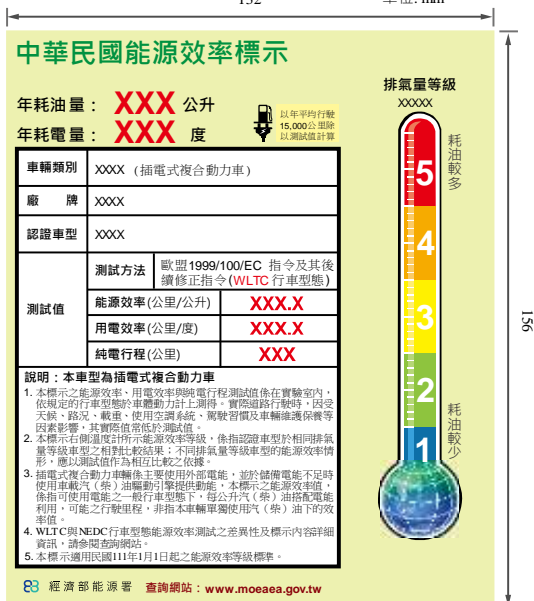 132
單位: mm
中華民國能源效率標示
年耗油量： XXX 公升
年耗電量： XXX 度
以年平均行駛
15,000公里除
以測試值計算
車輛類別 XXXX (插電式複合動力車)
廠 牌 XXXX
認證車型 XXXX
測試值
測試方法 歐盟1999/100/EC 指令及其後
續修正指令(WLTC 行車型態)
能源效率(公里/公升) XXX.X
用電效率(公里/度) XXX.X
純電行程(公里) XXX
說明：本車型為插電式複合動力車
1. 本標示之能源效率、用電效率與純電行程測試值係在實驗室內，
依規定的行車型態於車體動力計上測得。實際道路行駛時，因受
天候、路況、載重、使用空調系統、駕駛習慣及車輛維護保養等
因素影響，其實際值常低於測試值。
2. 本標示右側溫度計所示能源效率等級，係指認證車型於相同排氣
量等級車型之相對比較結果；不同排氣量等級車型的能源效率情
形，應以測試值作為相互比較之依據。
3. 插電式複合動力車輛係主要使用外部電能，並於儲備電能不足時
使用車載汽（柴）油驅動引擎提供動能，本標示之能源效率值，
係指可使用電能之一般行車型態下，每公升汽（柴）油搭配電能
利用，可能之行駛里程，非指本車輛單獨使用汽（柴）油下的效
率值。
4. WLTC與NEDC行車型態能源效率測試之差異性及標示內容詳細
資訊，請參閱查詢網站。
5. 本標示適用民國111年1月1日起之能源效率等級標準。
經濟部能源署 查詢網站：www.moeaea.gov.tw
排氣量等級
XXXXX
5
耗油較多
4
3
2
耗油較少
1
156